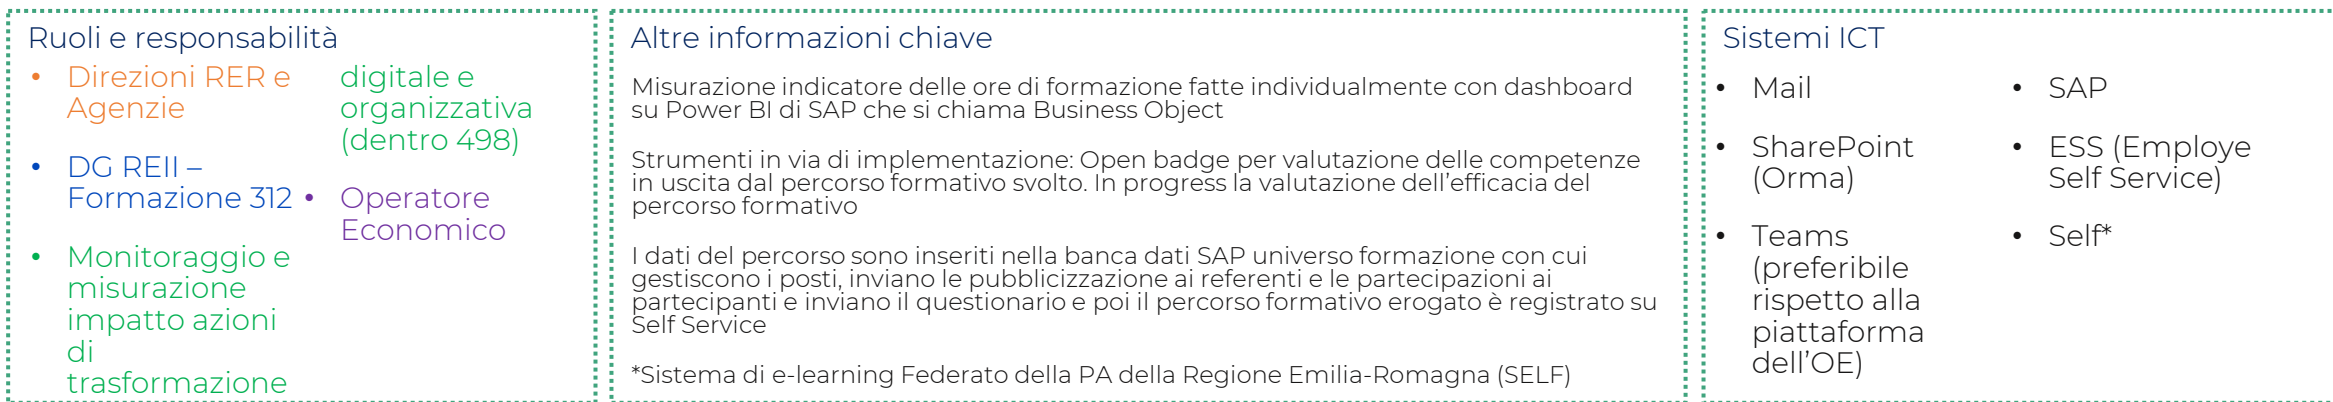 Ruoli e responsabilità
• Direzioni RER e
Agenzie
• DG REII –
Formazione 312
• Monitoraggio e
misurazione
impatto azioni
di
trasformazione
digitale e
organizzativa
(dentro 498)
• Operatore
Economico
Altre informazioni chiave
Misurazione indicatore delle ore di formazione fatte individualmente con dashboard
su Power BI di SAP che si chiama Business Object
Strumenti in via di implementazione: Open badge per valutazione delle competenze
in uscita dal percorso formativo svolto. In progress la valutazione dell’efficacia del
percorso formativo
I dati del percorso sono inseriti nella banca dati SAP universo formazione con cui
gestiscono i posti, inviano le pubblicizzazione ai referenti e le partecipazioni ai
partecipanti e inviano il questionario e poi il percorso formativo erogato è registrato su
Self Service
*Sistema di e-learning Federato della PA della Regione Emilia-Romagna (SELF)
Sistemi ICT
• Mail
• SharePoint
(Orma)
• Teams
(preferibile
rispetto alla
piattaforma
dell’OE)
• SAP
• ESS (Employe
Self Service)
• Self*